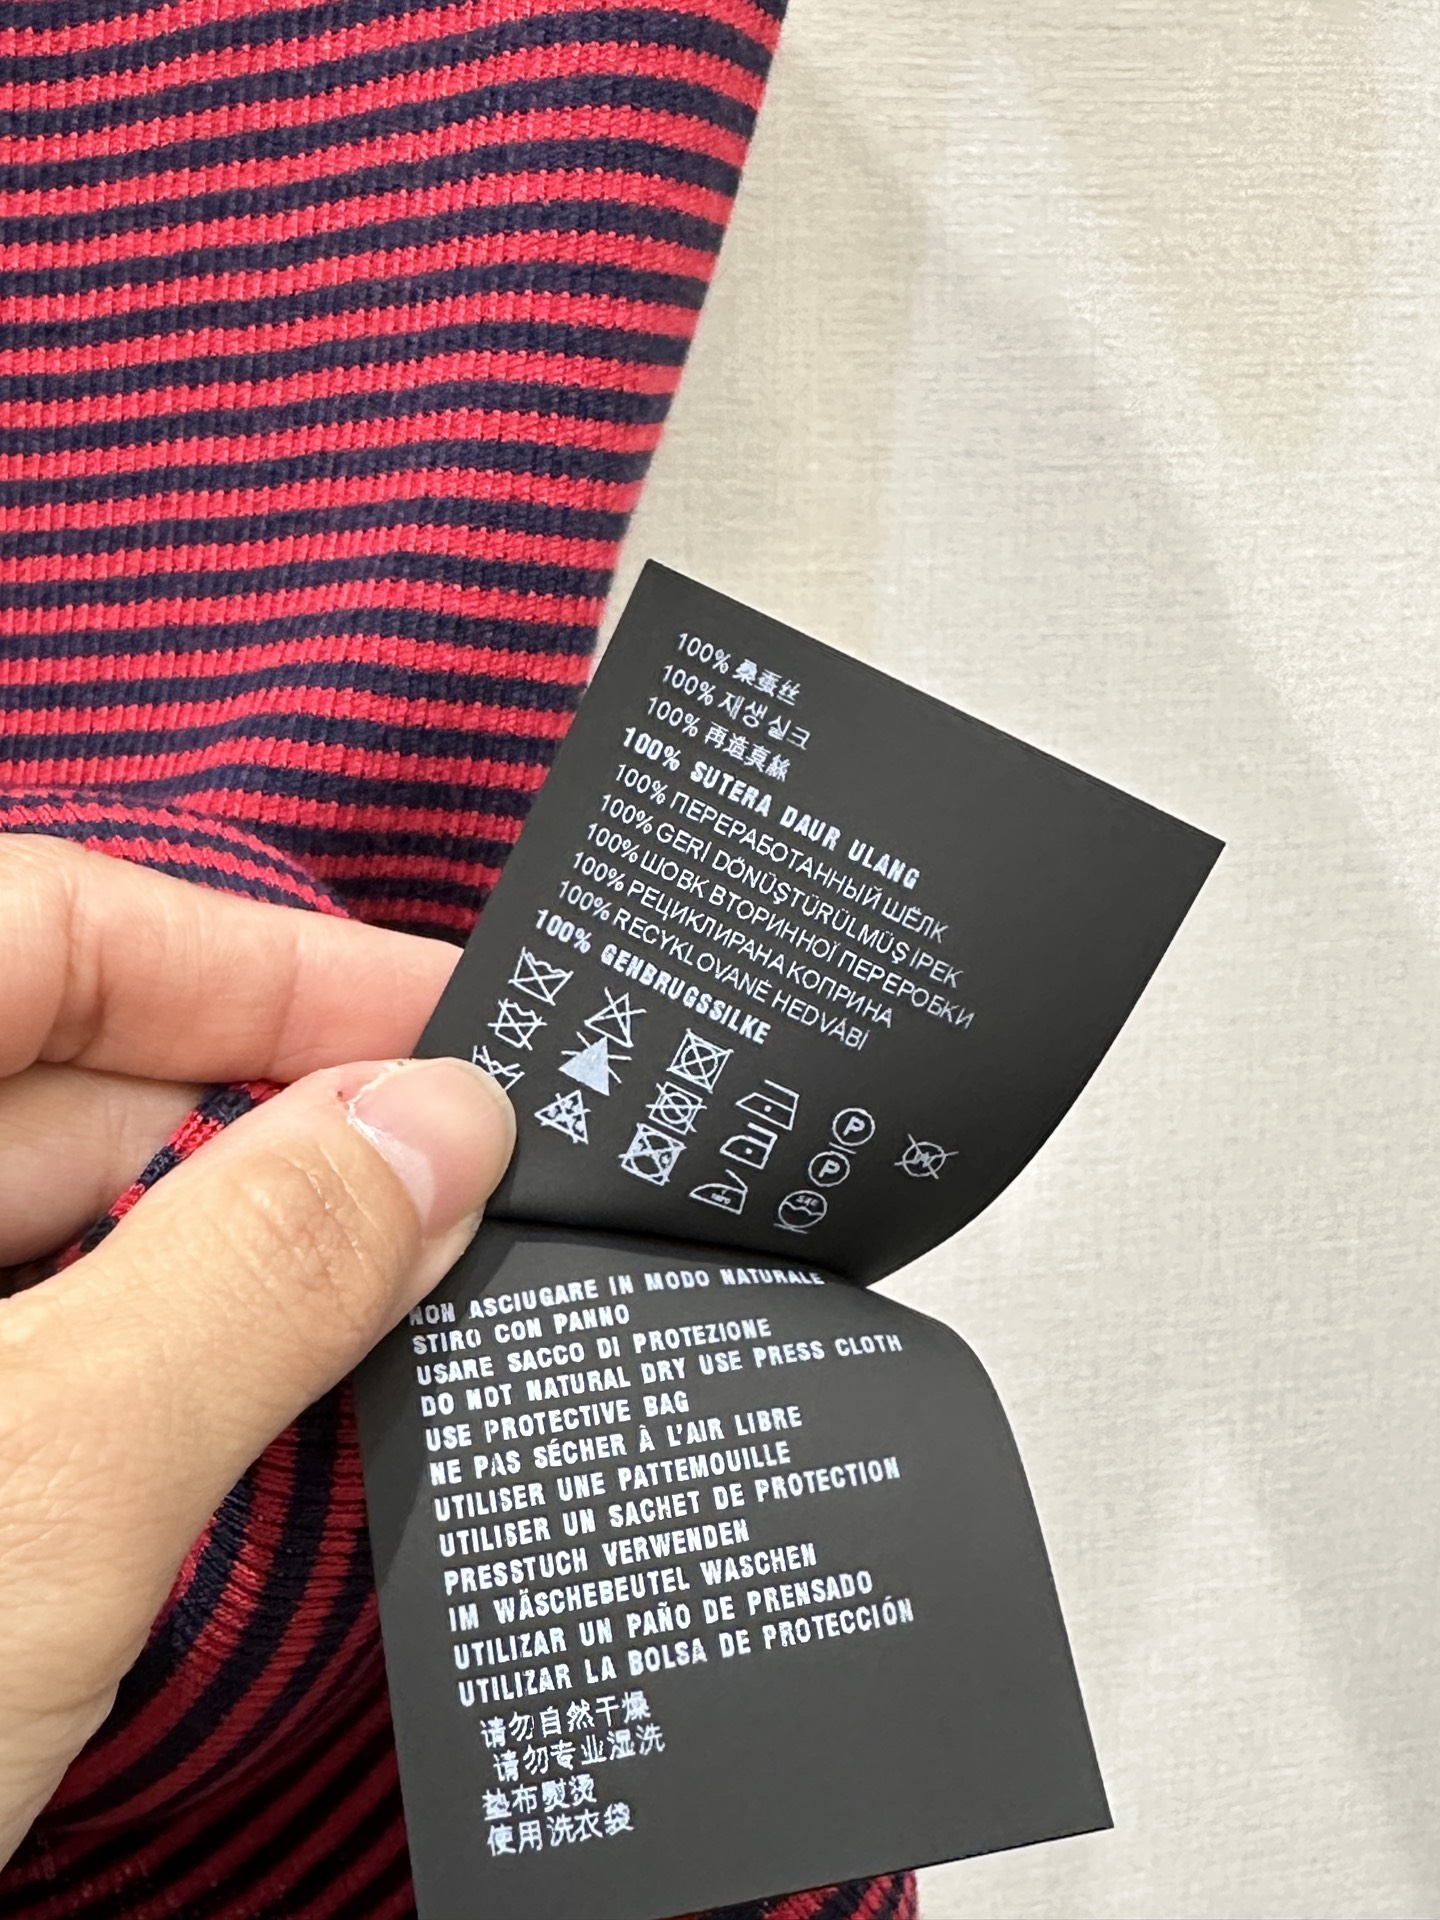 100% 桑蚕丝
100% 재생 실크
100% 再造真絲
100% SUTERA DAUR ULANG
100% ПЕРЕРАБОТАННЫЙ ШЁЛК
100% GERİ DÖNÜŞTÜRÜLMÜŞ IPEK
100% ШОВК ВТОРИННОЇ ПЕРЕРОБКИ
100% РЕЦИКЛИРАНА КОПРИНА
100% RECYKLOVANÉ HEDVÁBÍ
100% GENBRUGSSILKE
P
P
NON ASCIUGARE IN MODO NATURALE
STIRO CON PANNO
USARE SACCO DI PROTEZIONE
DO NOT NATURAL DRY USE PRESS CLOTH
USE PROTECTIVE BAG
NE PAS SÉCHER À L'AIR LIBRE
UTILISER UNE PATTEMOUILLE
UTILISER UN SACHET DE PROTECTION
PRESSTUCH VERWENDEN
IM WÄSCHEBEUTEL WASCHEN
UTILIZAR UN PAÑO DE PRENSADO
UTILIZAR LA BOLSA DE PROTECCIÓN
请勿自然干燥
请勿专业湿洗
垫布熨烫
使用洗衣袋